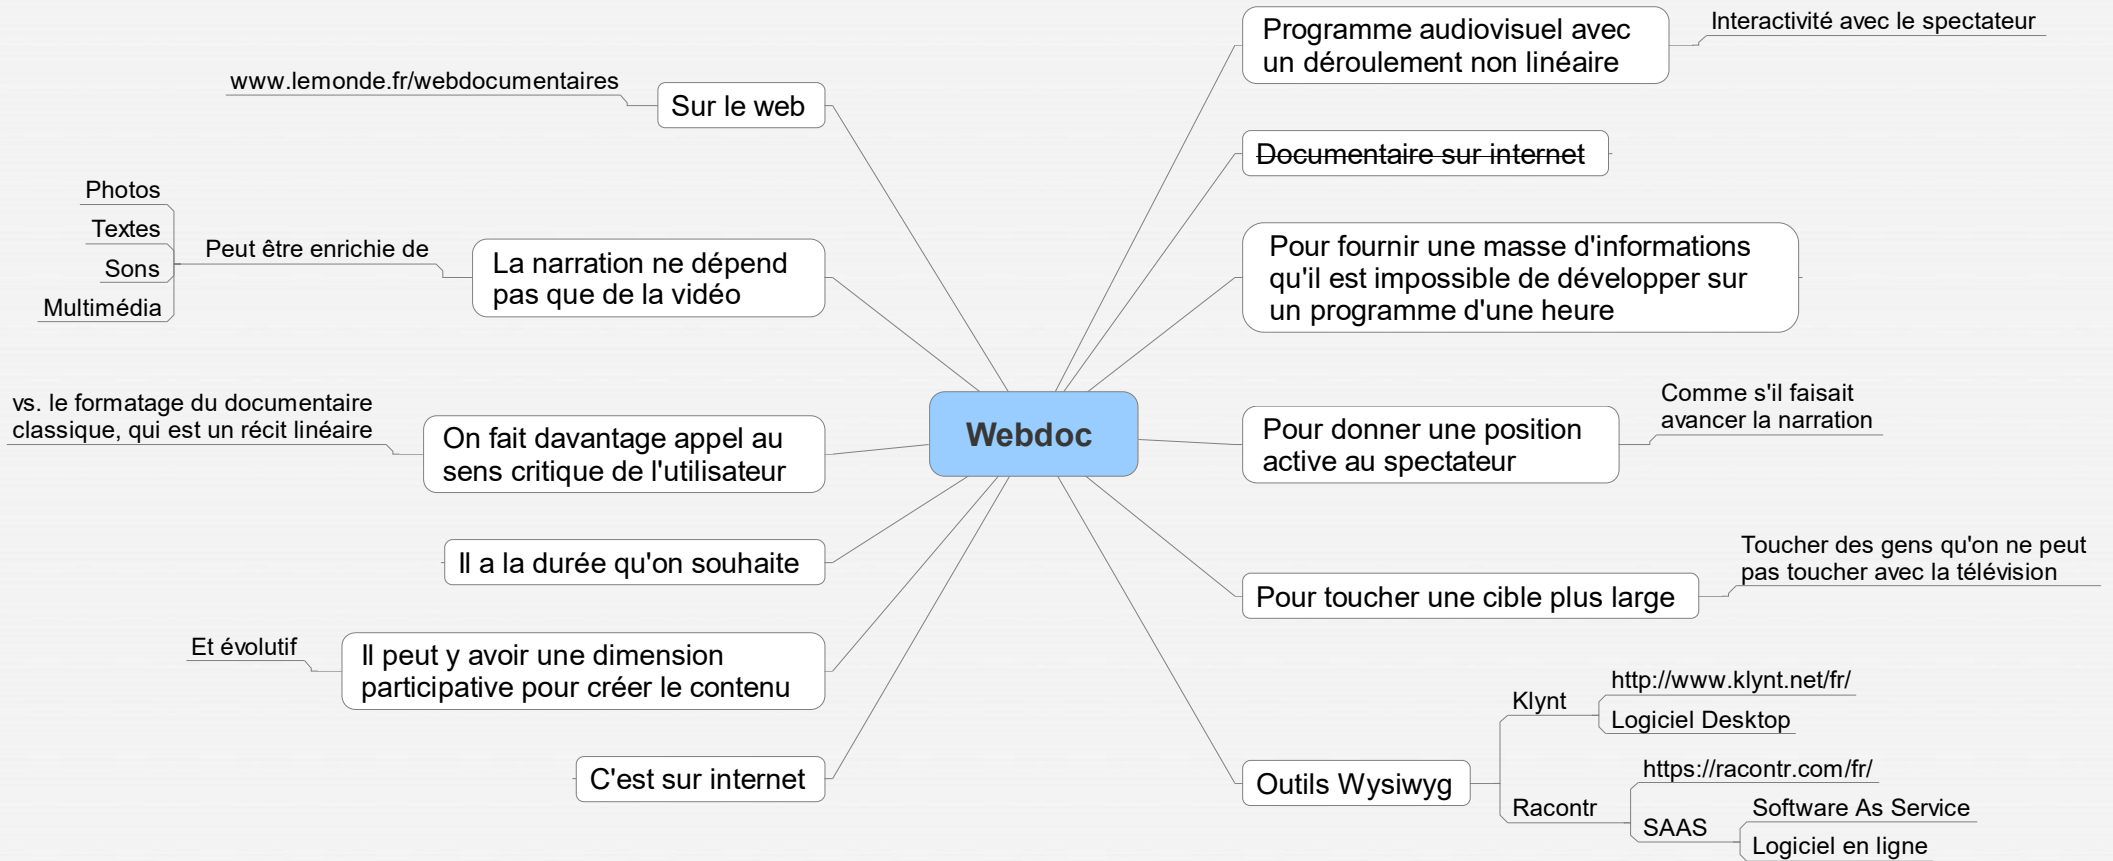 Webdoc
Programme audiovisuel avec
un déroulement non linéaire
Interactivité avec le spectateur
Documentaire sur internet
Pour fournir une masse d'informations
qu'il est impossible de développer sur
un programme d'une heure
Pour donner une position
active au spectateur
Comme s'il faisait
avancer la narration
Pour toucher une cible plus large
Toucher des gens qu'on ne peut
pas toucher avec la télévision
Outils Wysiwyg
Klynt
http://www.klynt.net/fr/
Logiciel Desktop
Racontr
https://racontr.com/fr/
SAAS
Software As Service
Logiciel en ligne
Sur le web
www.lemonde.fr/webdocumentaires
La narration ne dépend
pas que de la vidéo
Peut être enrichie de
Photos
Textes
Sons
Multimédia
On fait davantage appel au
sens critique de l'utilisateur
vs. le formatage du documentaire
classique, qui est un récit linéaire
Il a la durée qu'on souhaite
Il peut y avoir une dimension
participative pour créer le contenu
Et évolutif
C'est sur internet